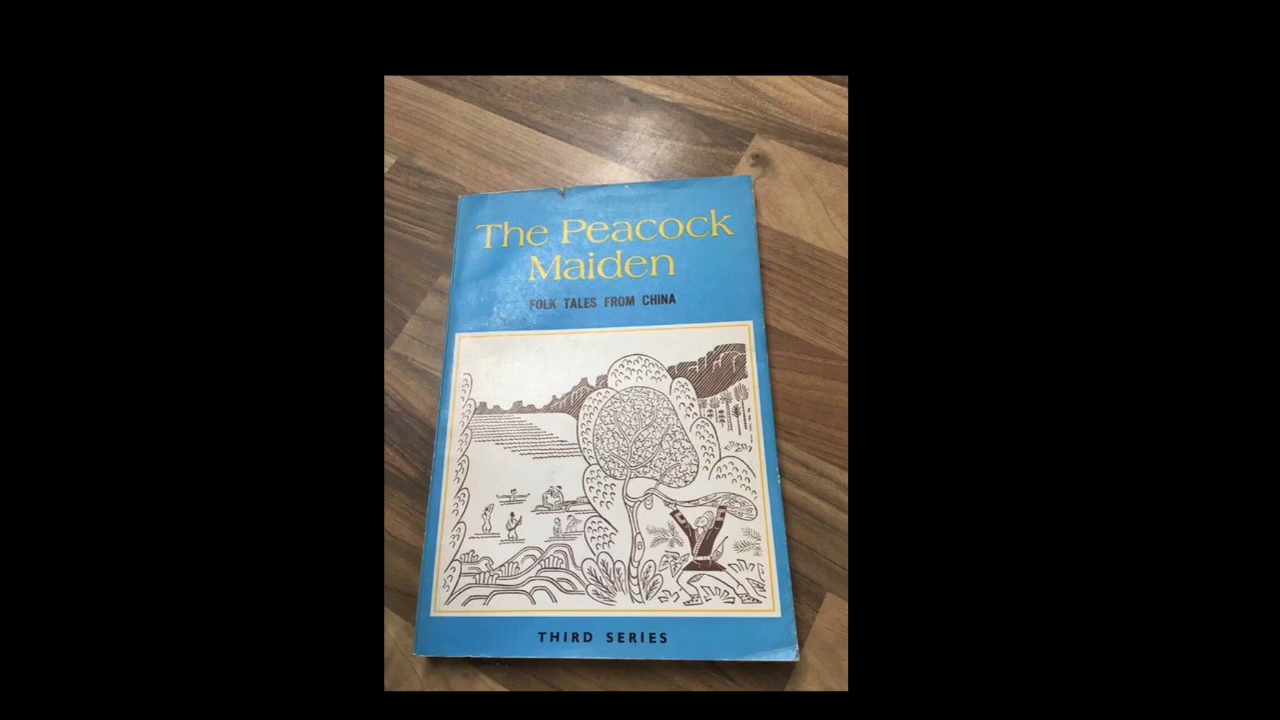 The Peacock
Maiden
FOLK TALES FROM CHINA
THIRD SERIES